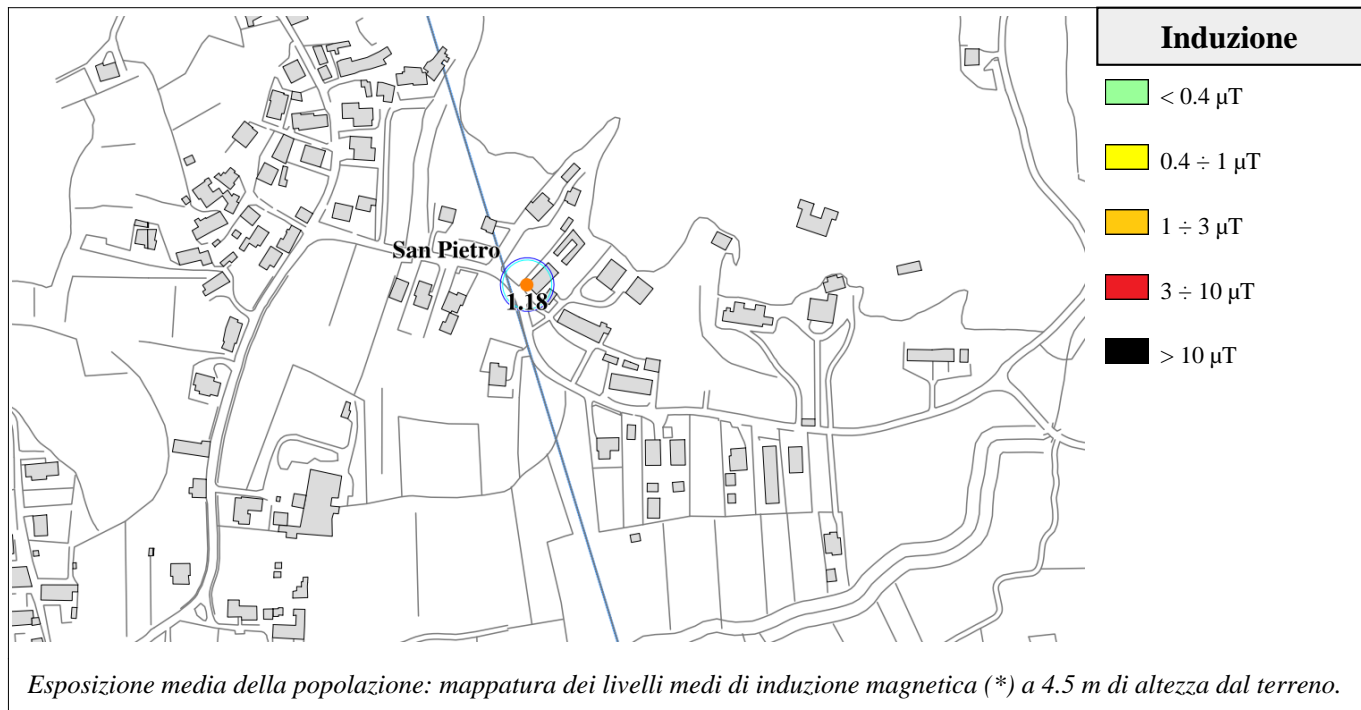 Induzione
< 0.4 µT
0.4 ÷ 1 µT
1 ÷ 3 µT
3 ÷ 10 µT
> 10 µT
San Pietro
1.18
Esposizione media della popolazione: mappatura dei livelli medi di induzione magnetica (*) a 4.5 m di altezza dal terreno.